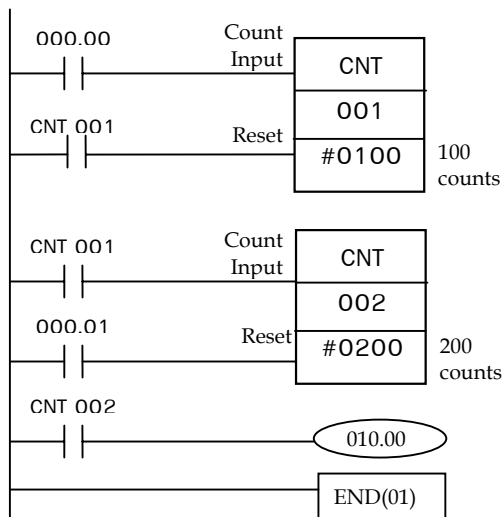 000.00
Count
Input
CNT
001
CNT 001
Reset
#0100
100
counts
CNT 001
Count
Input
CNT
002
000.01
Reset
#0200
200
counts
CNT 002
010.00
END(01)